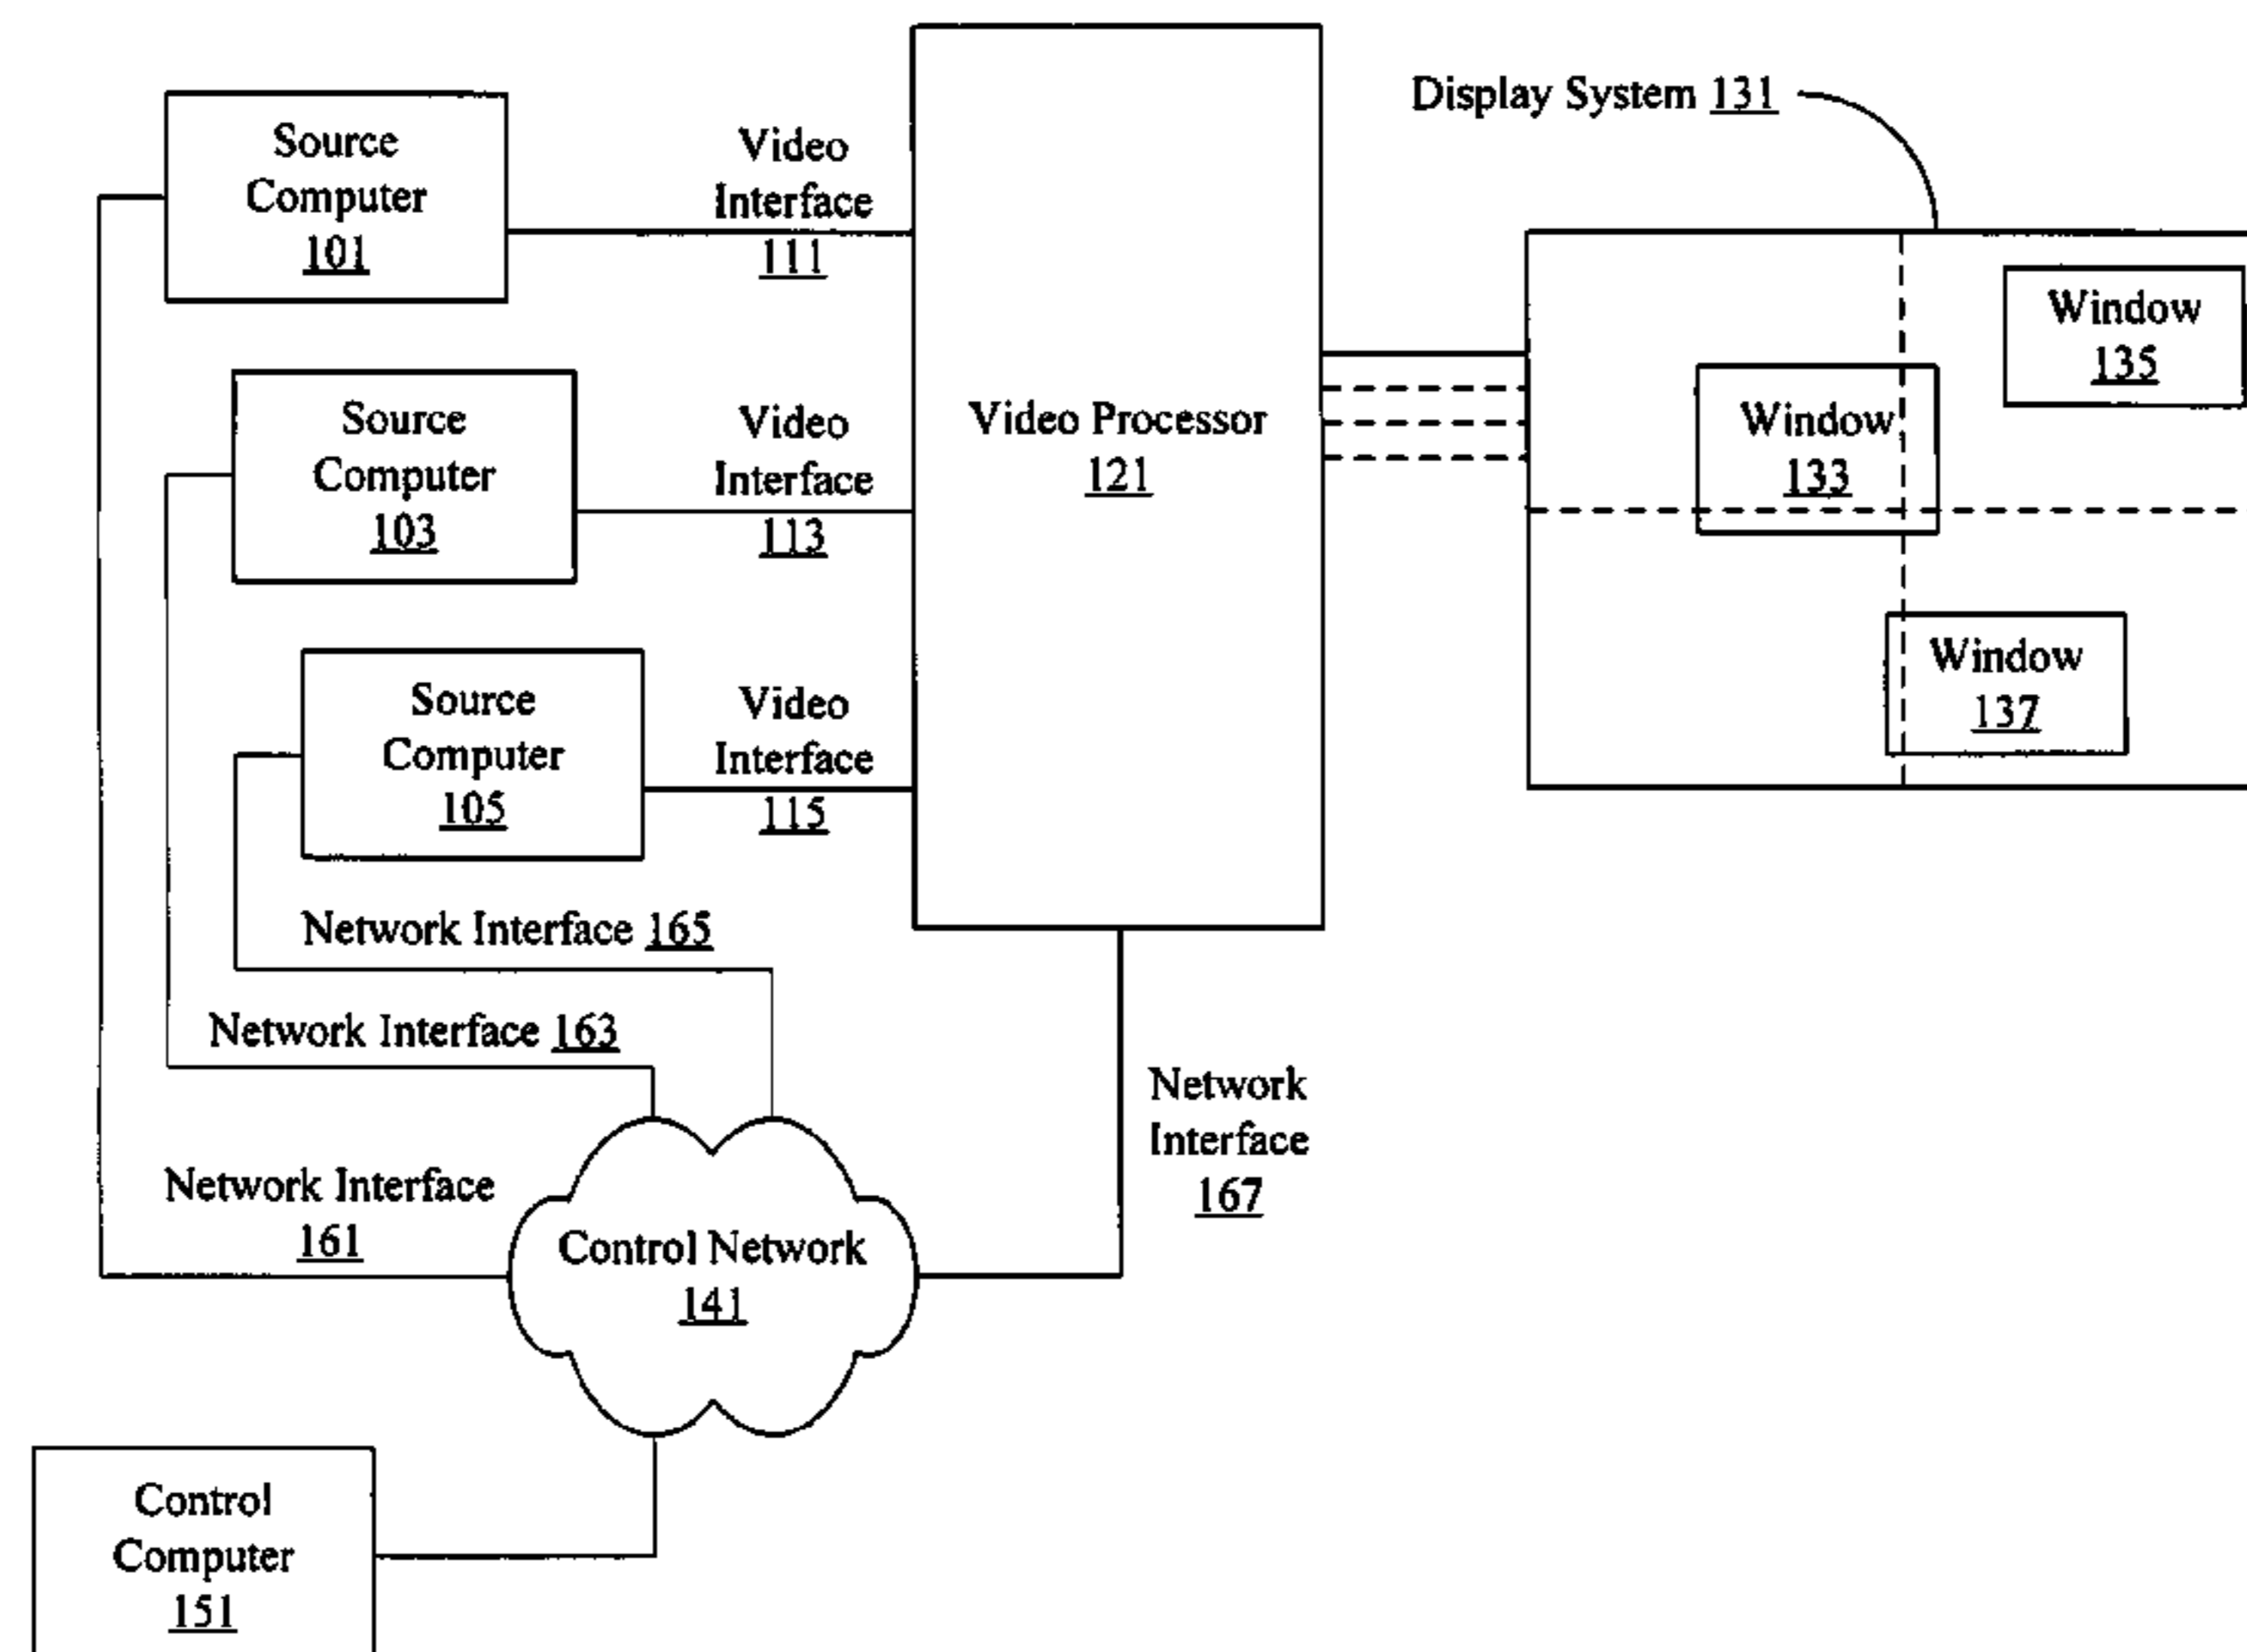 Source
Computer
101
Video
Interface
111
Display System 131
Window
135
Source
Computer
103
Video
Interface
113
Video Processor
121
Window
133
Source
Computer
105
Video
Interface
115
Window
137
Network Interface 165
Network Interface 163
Network
Interface
167
Network Interface
161
Control Network
141
Control
Computer
151